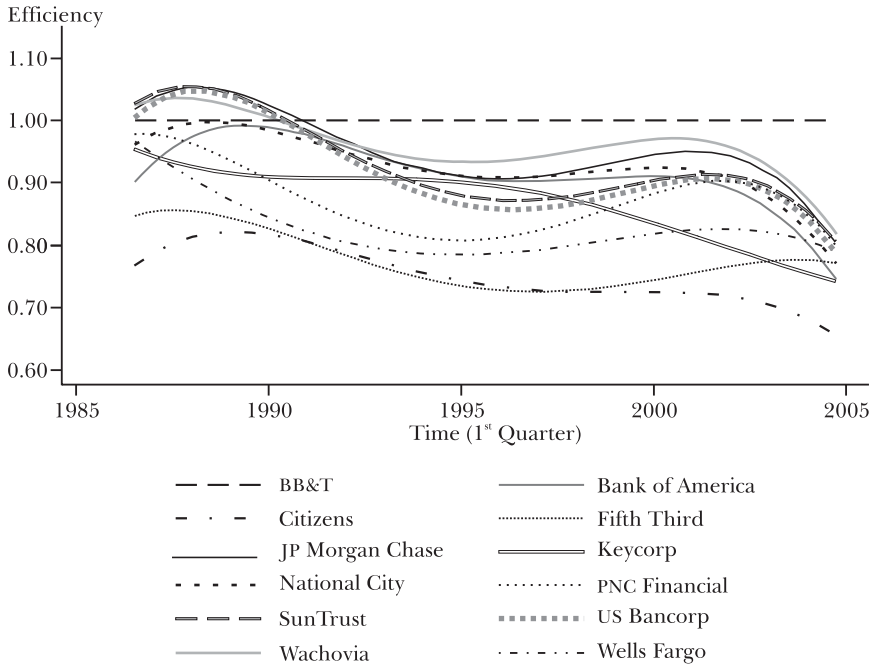 Efficiency
1.10
1.00
0.90
0.80
0.70
0.60
1985 1990 1995 2000 2005
Time (1st Quarter)
BB&T
Citizens
JP Morgan Chase
National City
SunTrust
Wachovia
Bank of America
Fifth Third
Keycorp
PNC Financial
US Bancorp
Wells Fargo